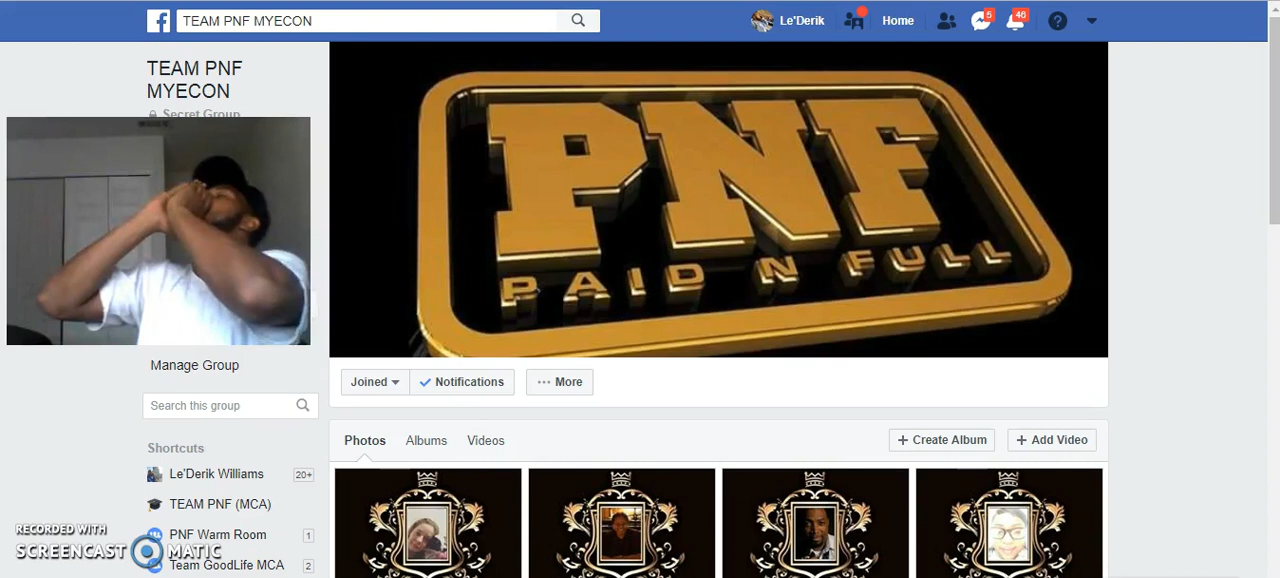 TEAM PNF MYECON
Le'Derik
Home
5
46
TEAM PNF
MYECON
Secret Group
PNF
PAID N FULL
Manage Group
Joined
Notifications
More
Search this group
Photos
Albums
Videos
Create Album
Add Video
Shortcuts
Le'Derik Williams
20+
TEAM PNF (MCA)
PNF Warm Room
1
Team GoodLife MCA
2
RECORDED WITH
SCREENCAST MATIC